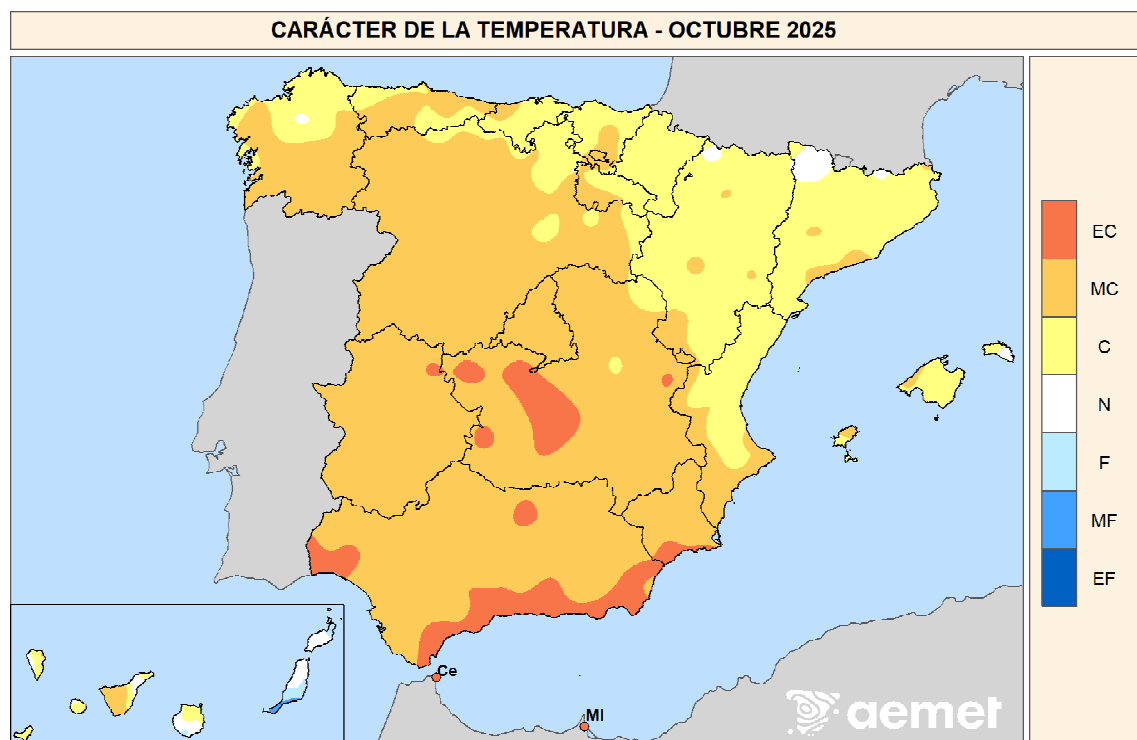 CARÁCTER DE LA TEMPERATURA - OCTUBRE 2025
EC
MC
C
N
F
MF
EF
Ce
Ml
aemet